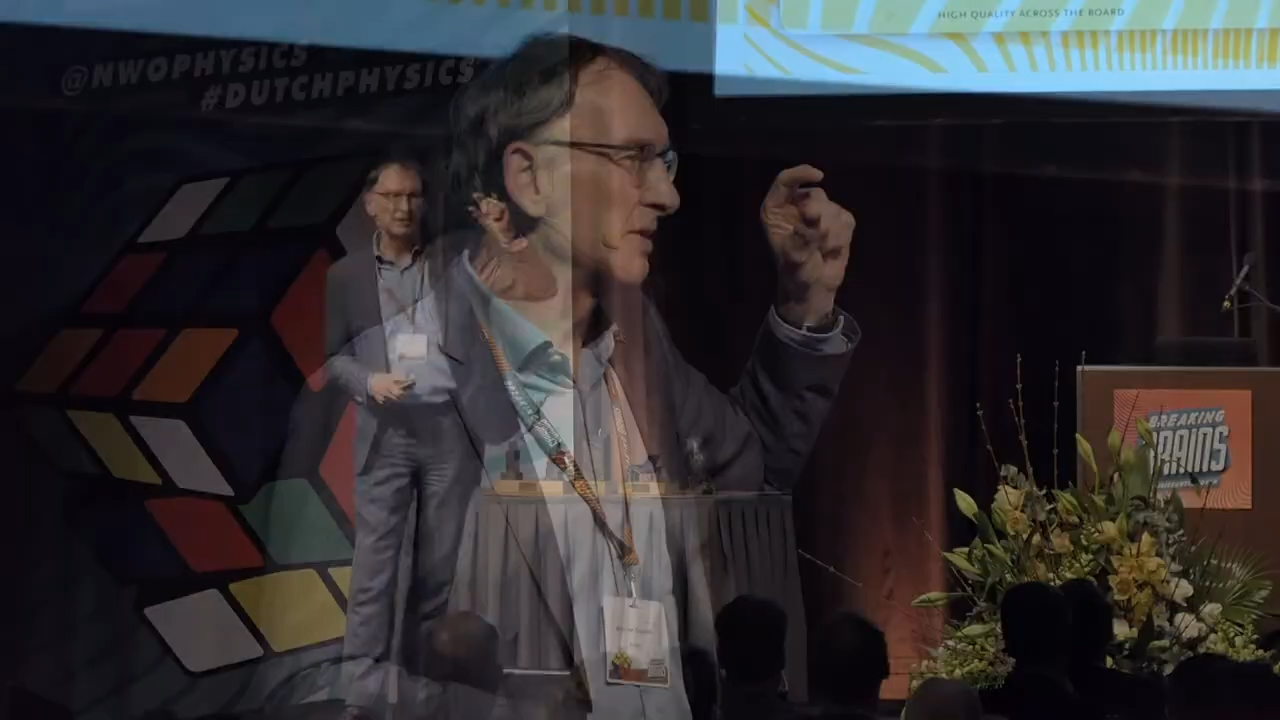 HIGH QUALITY ACROSS THE BOARD
@NWOPHYSICS
#DUTCHPHYSICS
BREAKING
BRAINS